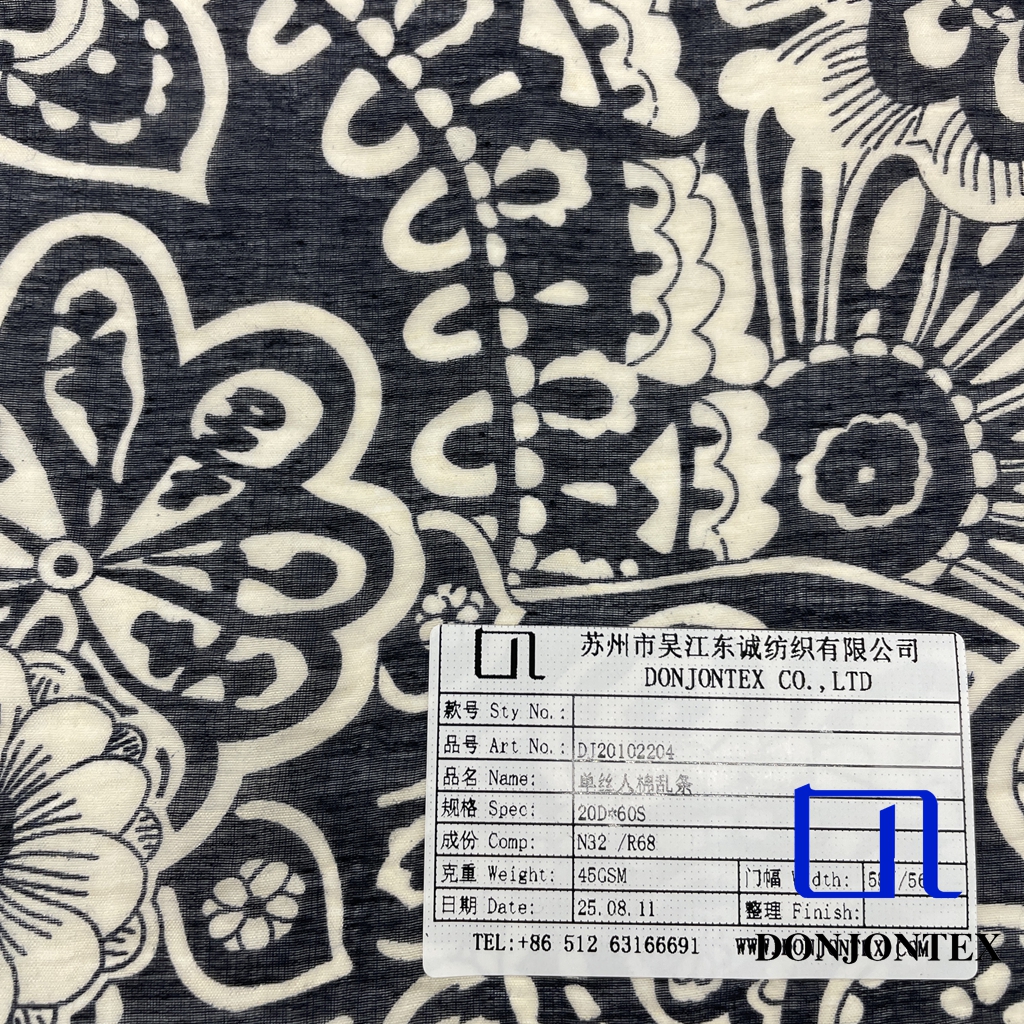 苏州市吴江东诚纺织有限公司
DONJONTEX CO.,LTD
款号 Sty No.:
品号 Art No.: DJ20102204
品名 Name: 单丝人棉乱条
规格 Spec: 20D*60S
成份 Comp: N32 /R68
克重 Weight: 45GSM 门幅 Width:
日期 Date: 25.08.11 整理 Finish:
TEL:+86 512 63166691
DONJONTEX